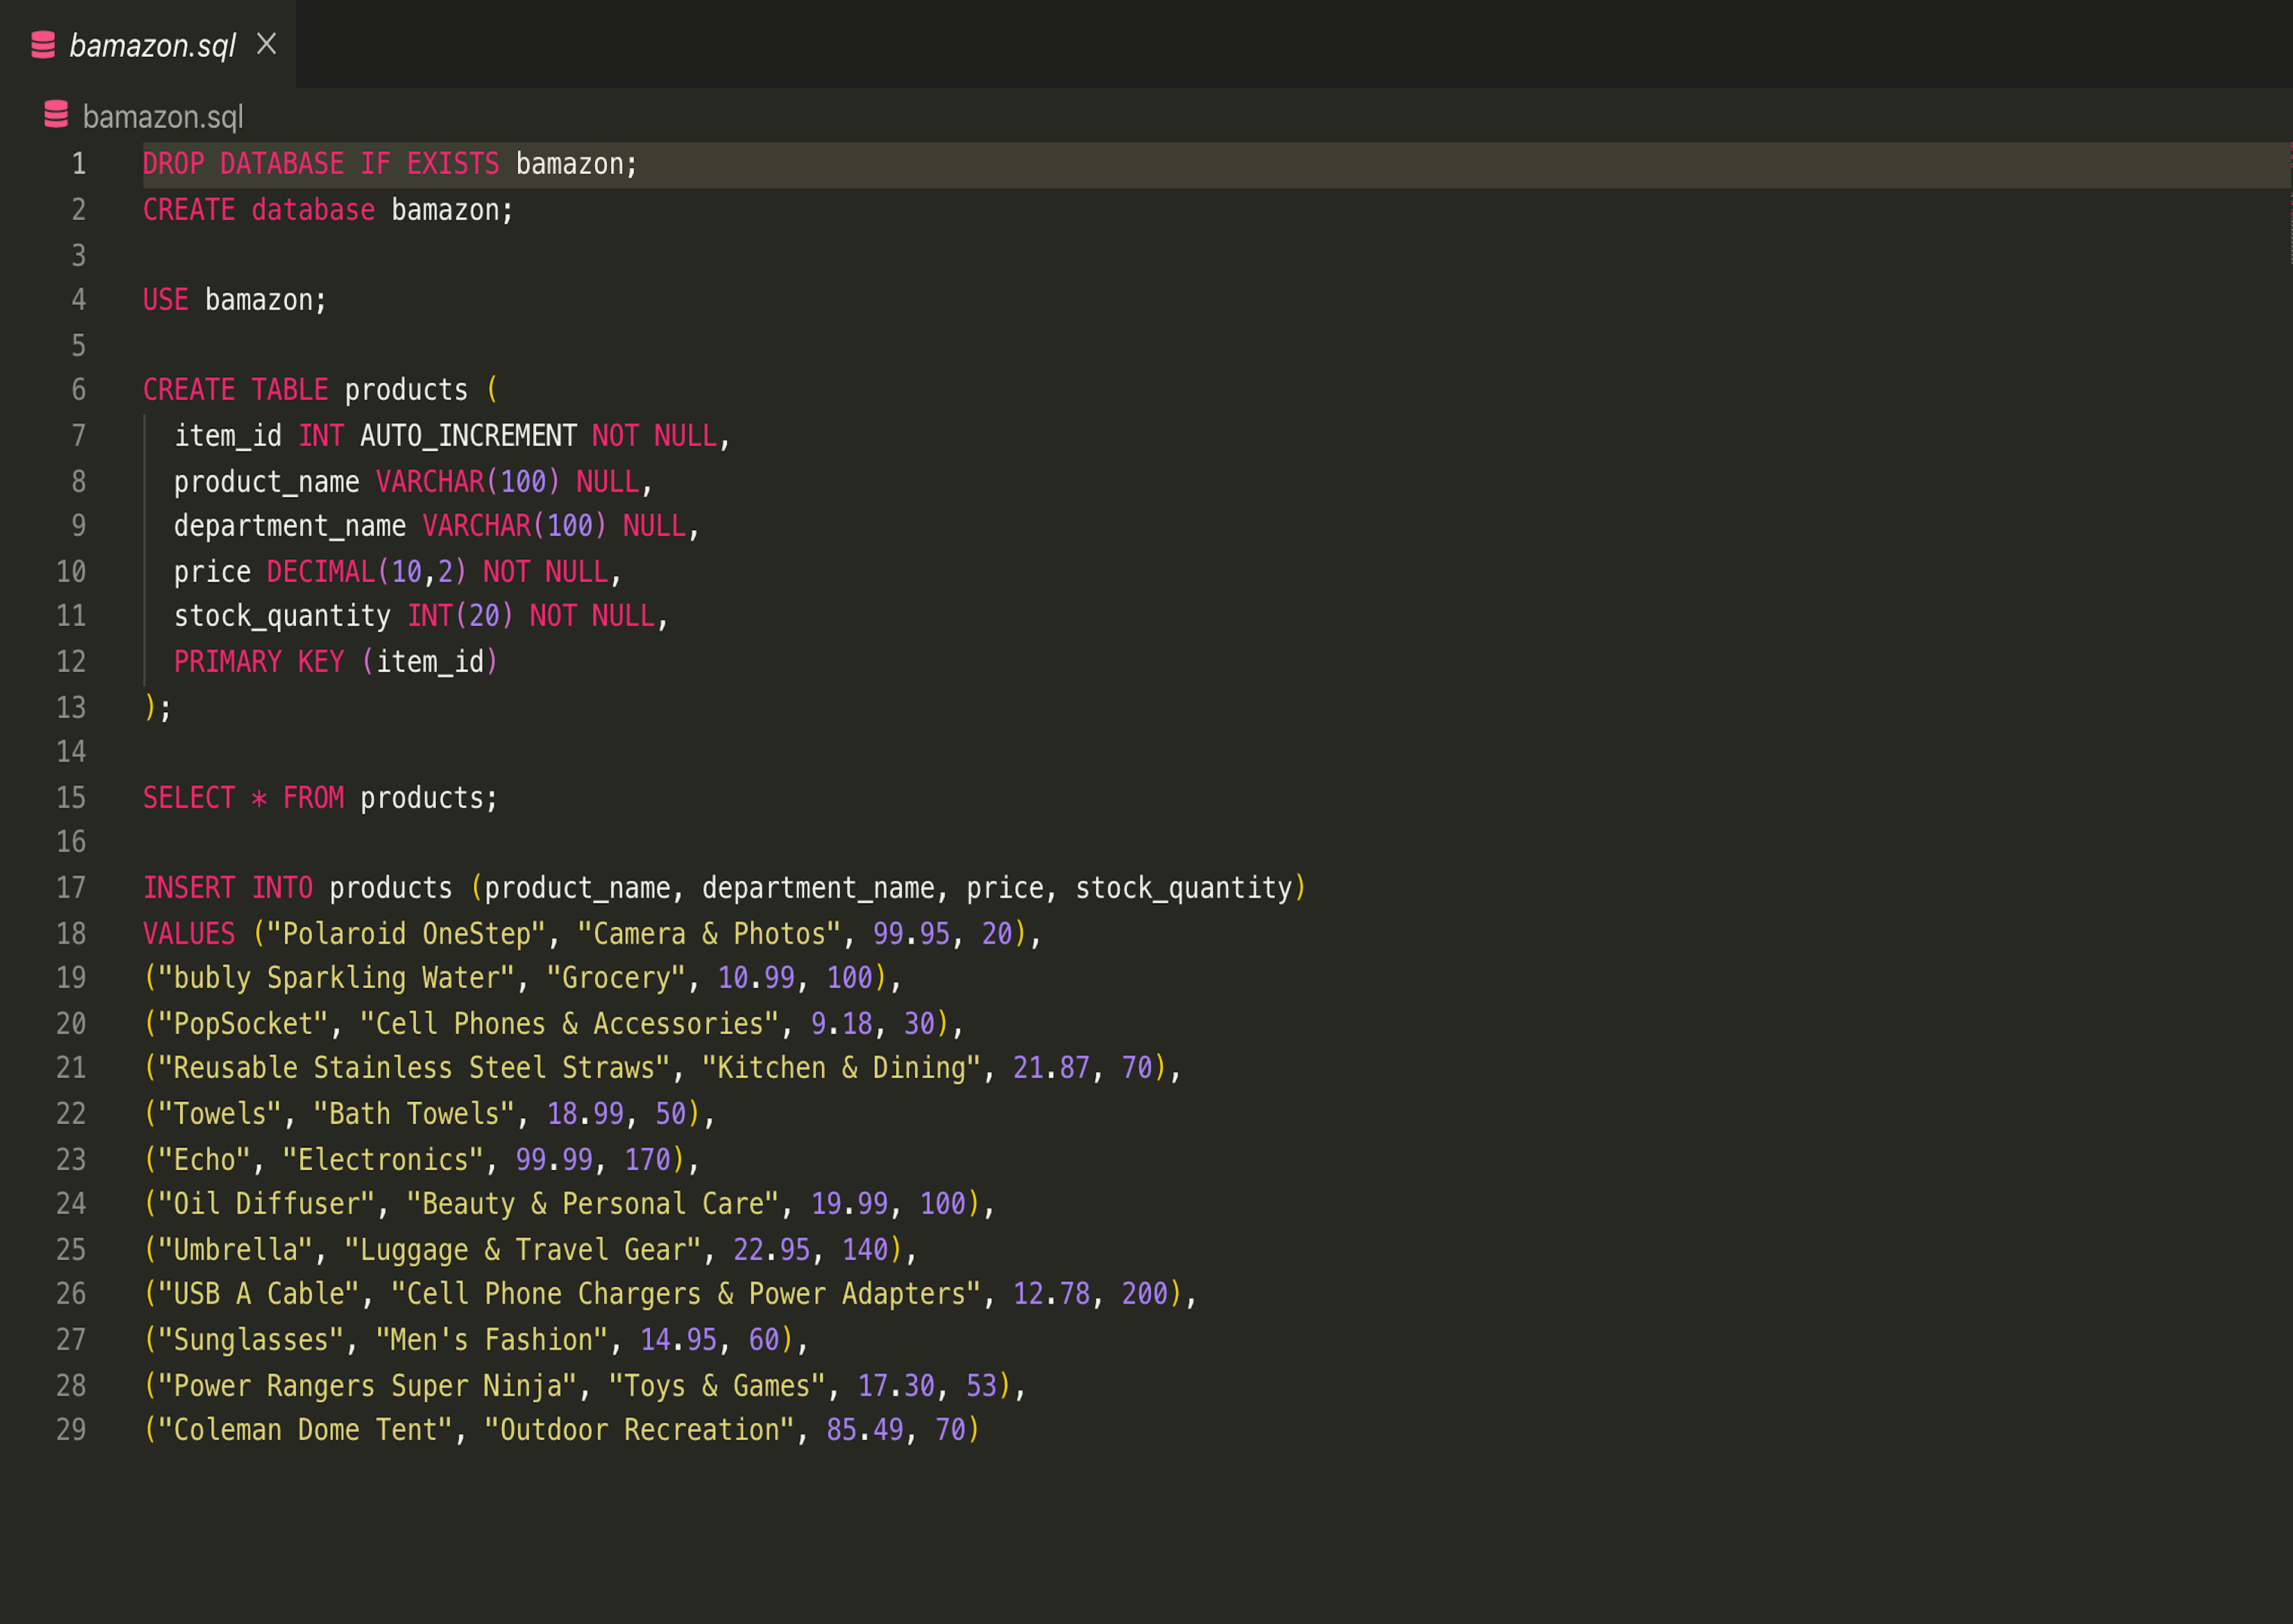 bamazon.sql
bamazon.sql
1 DROP DATABASE IF EXISTS bamazon;
2 CREATE database bamazon;
3
4 USE bamazon;
5
6 CREATE TABLE products (
7   item_id INT AUTO_INCREMENT NOT NULL,
8   product_name VARCHAR(100) NULL,
9   department_name VARCHAR(100) NULL,
10   price DECIMAL(10,2) NOT NULL,
11   stock_quantity INT(20) NOT NULL,
12   PRIMARY KEY (item_id)
13 );
14
15 SELECT * FROM products;
16
17 INSERT INTO products (product_name, department_name, price, stock_quantity)
18 VALUES ("Polaroid OneStep", "Camera & Photos", 99.95, 20),
19 ("bubly Sparkling Water", "Grocery", 10.99, 100),
20 ("PopSocket", "Cell Phones & Accessories", 9.18, 30),
21 ("Reusable Stainless Steel Straws", "Kitchen & Dining", 21.87, 70),
22 ("Towels", "Bath Towels", 18.99, 50),
23 ("Echo", "Electronics", 99.99, 170),
24 ("Oil Diffuser", "Beauty & Personal Care", 19.99, 100),
25 ("Umbrella", "Luggage & Travel Gear", 22.95, 140),
26 ("USB A Cable", "Cell Phone Chargers & Power Adapters", 12.78, 200),
27 ("Sunglasses", "Men's Fashion", 14.95, 60),
28 ("Power Rangers Super Ninja", "Toys & Games", 17.30, 53),
29 ("Coleman Dome Tent", "Outdoor Recreation", 85.49, 70)